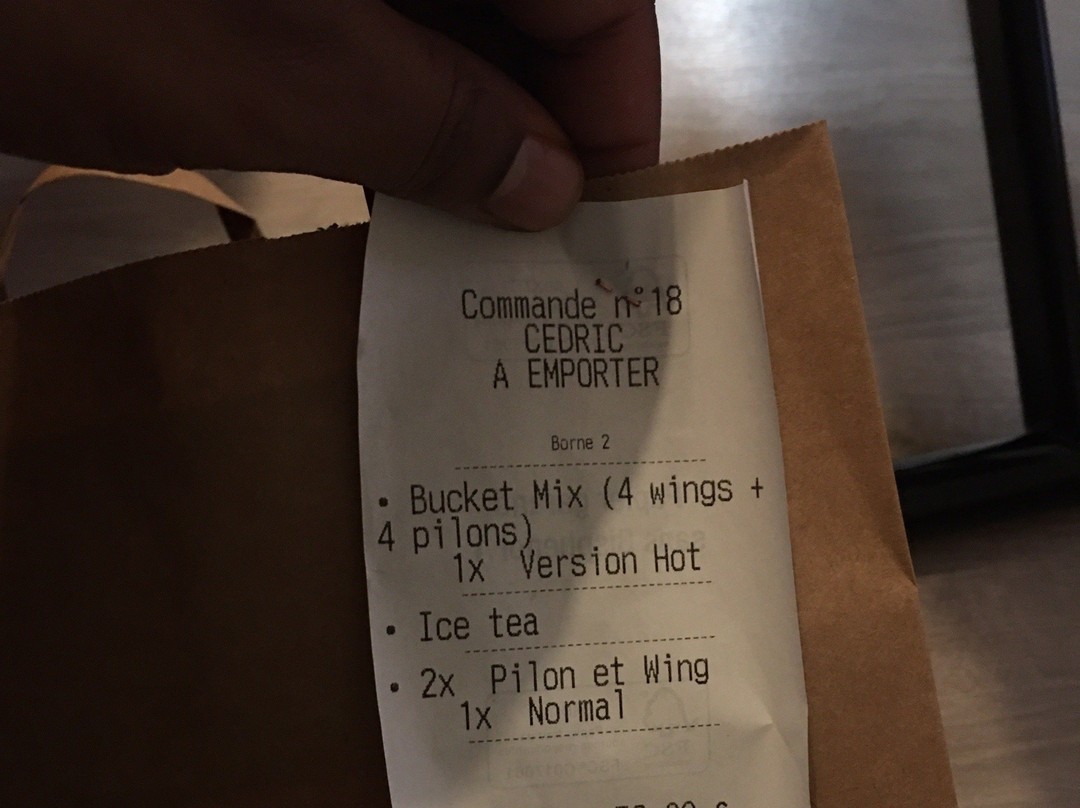 Commande n°18
CEDRIC
A EMPORTER
Borne 2
• Bucket Mix (4 wings +
4 pilons)
1x Version Hot
• Ice tea
• 2x Pilon et Wing
1x Normal